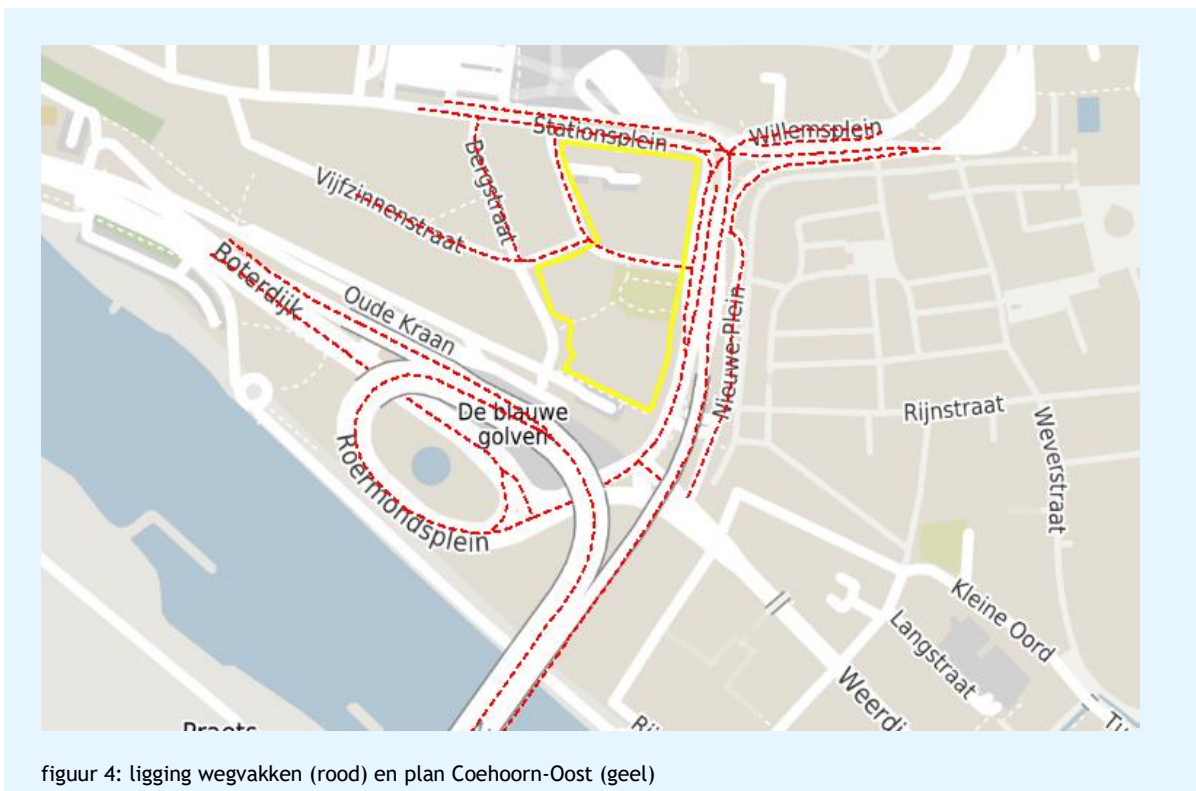 Stationsplein
Willemsplein
Bergstraat
Vijfzinnenstraat
Boterdijk
Oude Kraan
Nieuwe Plein
De blauwe
golven
Rijnstraat
Weverstraat
Roermondsplein
Kleine Oord
Langstraat
figuur 4: ligging wegvakken (rood) en plan Coehoorn-Oost (geel)